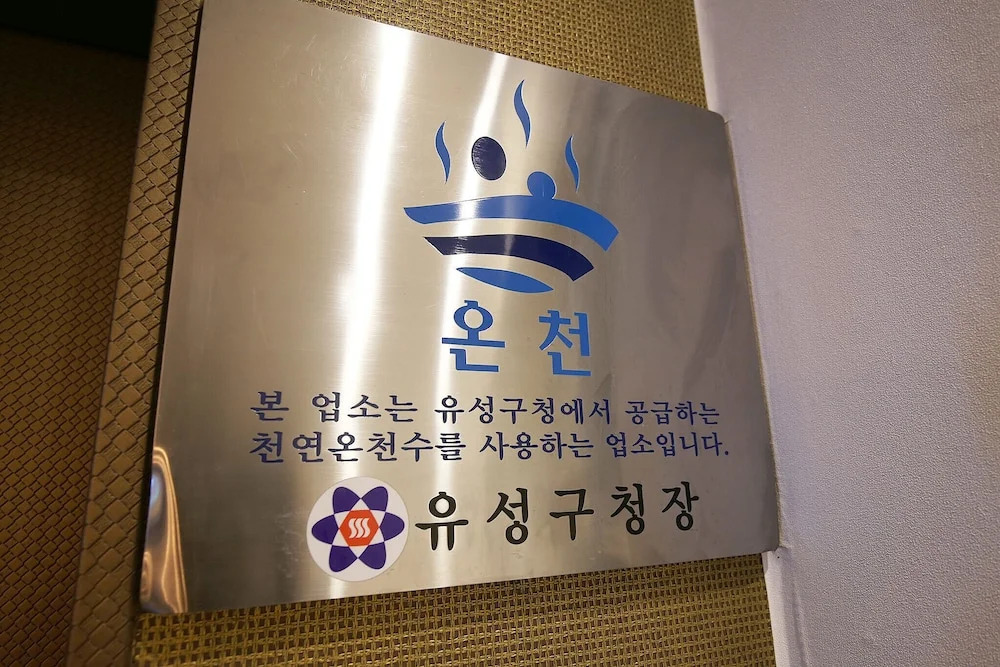 온천
본 업소는 유성구청에서 공급하는
천연온천수를 사용하는 업소입니다.
유성구청장